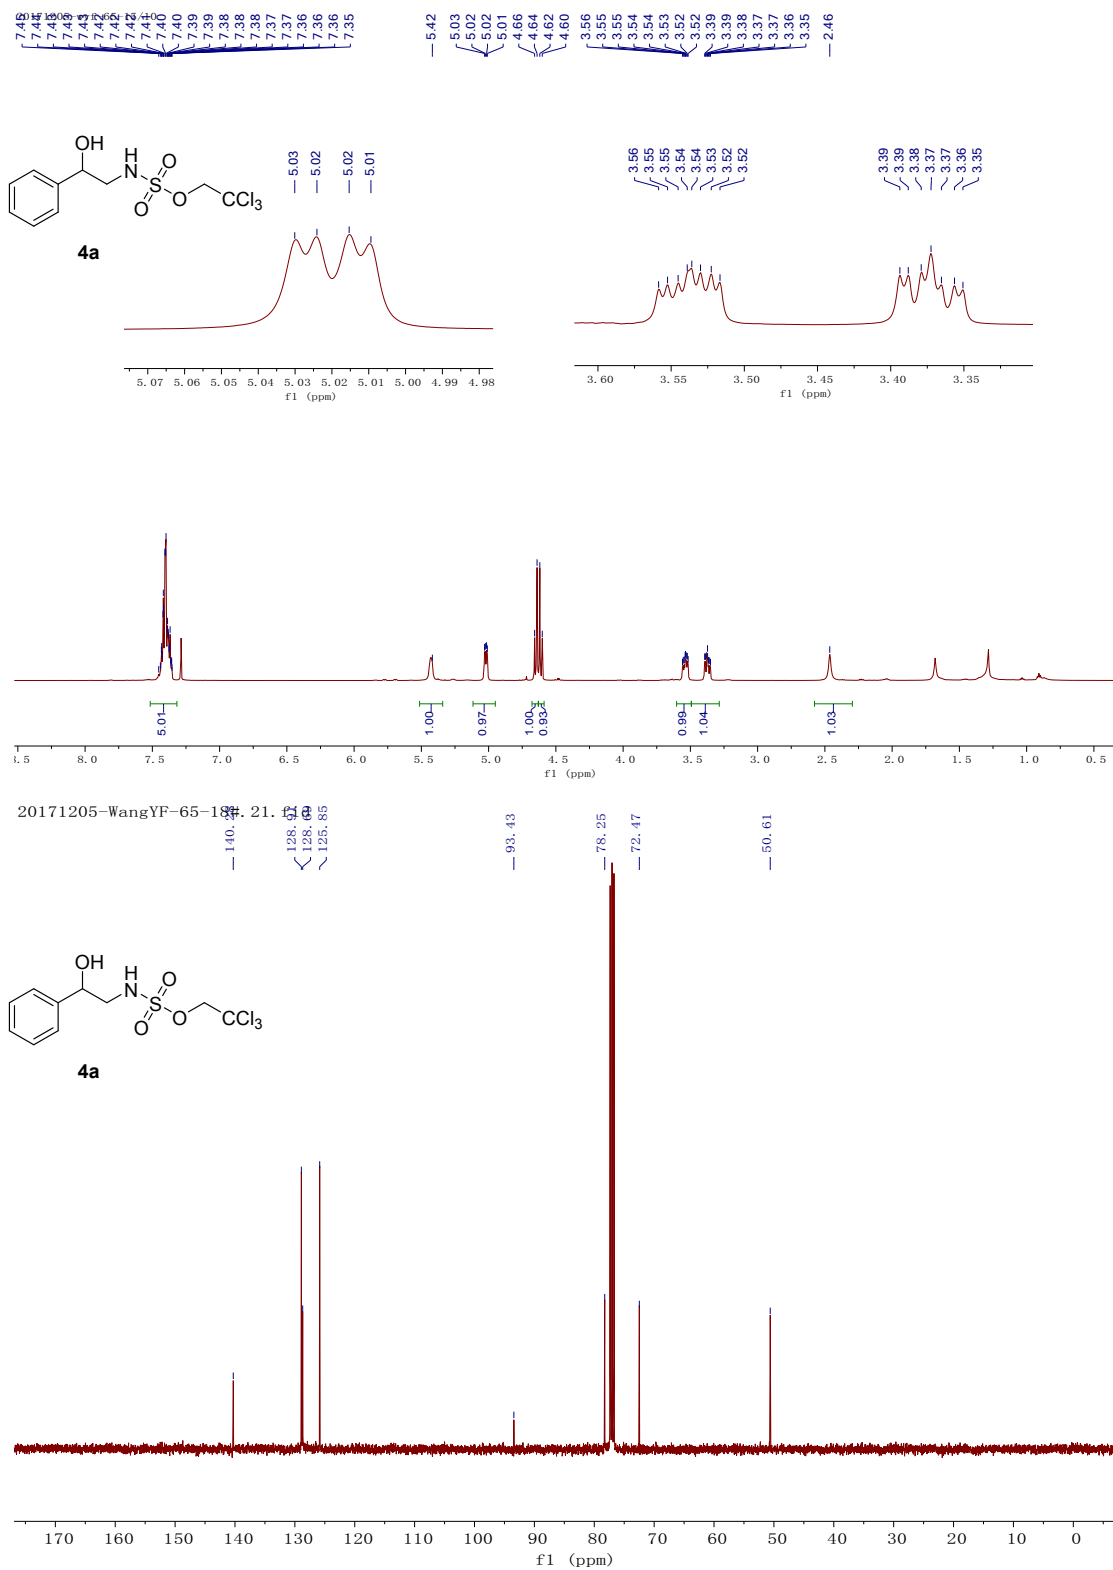 7.45 7.44 7.43 7.43 7.43 7.42 7.42 7.42 7.41 7.40 7.40 7.39 7.39 7.38 7.38 7.38 7.37 7.37 7.36 7.36 7.36 7.35 5.42 5.03 5.02 5.02 5.01 4.66 4.64 4.62 4.60 3.56 3.55 3.55 3.54 3.54 3.53 3.52 3.52 3.39 3.39 3.38 3.37 3.37 3.36 3.35 2.46
OH
H
N
O
S
O
O
CCl3
4a
5.03 5.02 5.02 5.01
3.56 3.55 3.55 3.54 3.54 3.53 3.52 3.52
3.39 3.39 3.38 3.37 3.37 3.36 3.35
5.07 5.06 5.05 5.04 5.03 5.02 5.01 5.00 4.99 4.98
f1 (ppm)
3.60 3.55 3.50 3.45 3.40 3.35
f1 (ppm)
5.01 1.00 0.97 1.00 0.93 0.99 1.04 1.03
8.0 7.5 7.0 6.5 6.0 5.5 5.0 4.5 4.0 3.5 3.0 2.5 2.0 1.5 1.0 0.5
f1 (ppm)
20171205-WangYF-65-18#.21.fid
128.91 128.69 125.85 93.43 78.25 72.47 50.61
OH
H
N
O
S
O
O
CCl3
4a
170 160 150 140 130 120 110 100 90 80 70 60 50 40 30 20 10 0
f1 (ppm)